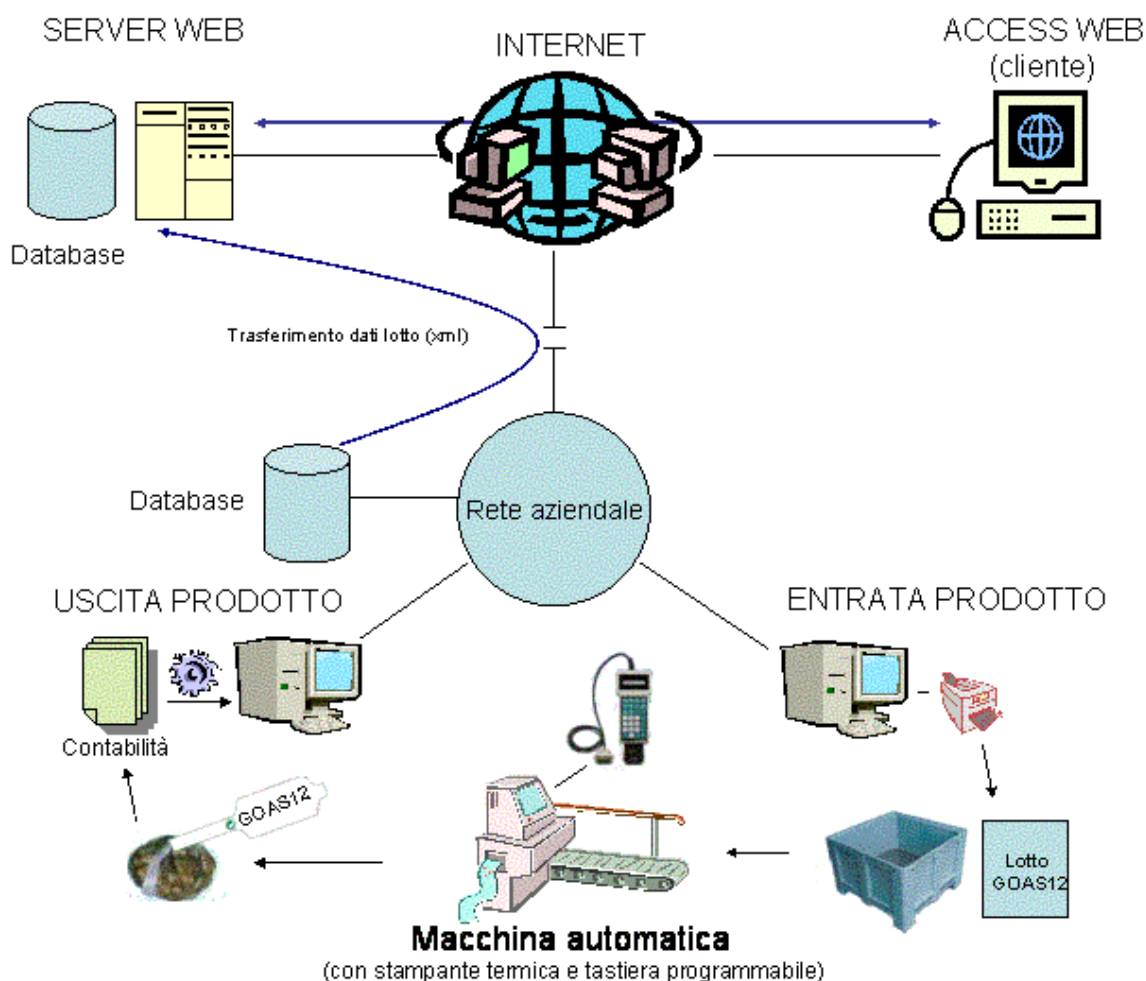 SERVER WEB
INTERNET
ACCESS WEB
(cliente)
Database
Trasferimento dati lotto (xml)
Database
Rete aziendale
USCITA PRODOTTO
ENTRATA PRODOTTO
Contabilità
GOAS12
Lotto
GOAS12
Macchina automatica
(con stampante termica e tastiera programmabile)